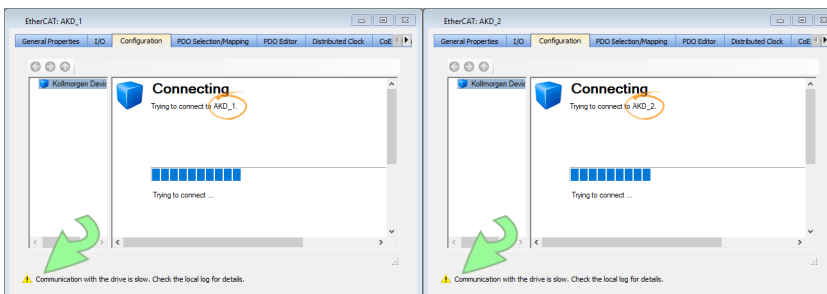 EtherCAT: AKD_1
General Properties I/O Configuration PDO Selection/Mapping PDO Editor Distributed Clock CoE
Kollmorgen Devic
Connecting
Trying to connect to AKD_1.
Trying to connect ...
Communication with the drive is slow. Check the local log for details.
EtherCAT: AKD_2
General Properties I/O Configuration PDO Selection/Mapping PDO Editor Distributed Clock CoE
Kollmorgen Devic
Connecting
Trying to connect to AKD_2.
Trying to connect ...
Communication with the drive is slow. Check the local log for details.